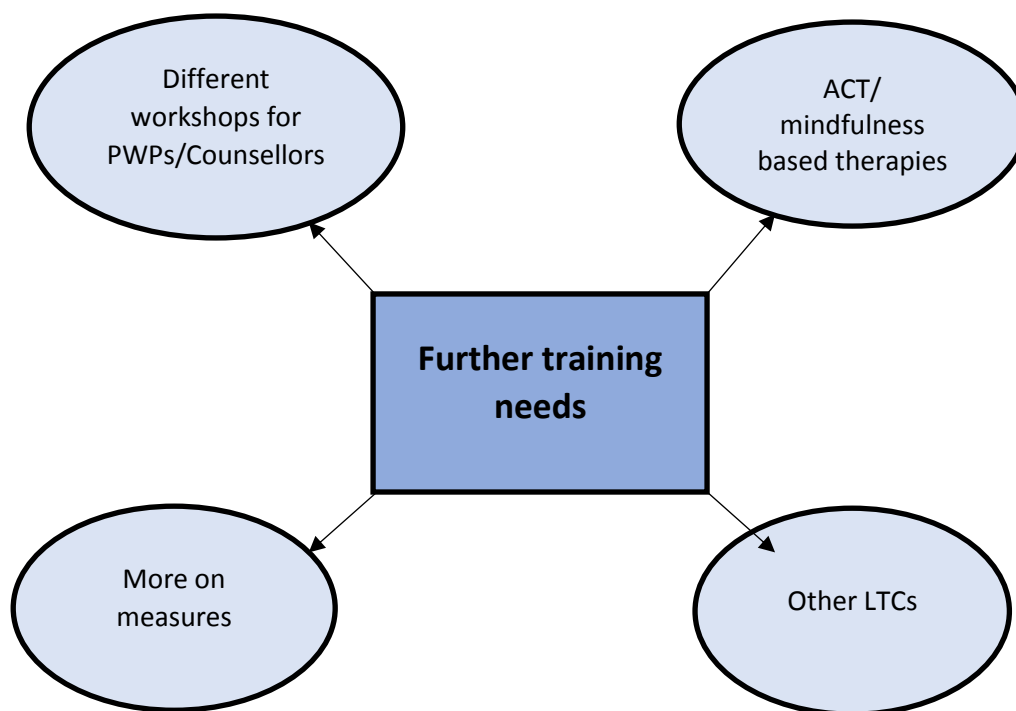 Different
workshops for
PWPs/Counsellors
ACT/
mindfulness
based therapies
Further training
needs
More on
measures
Other LTCs